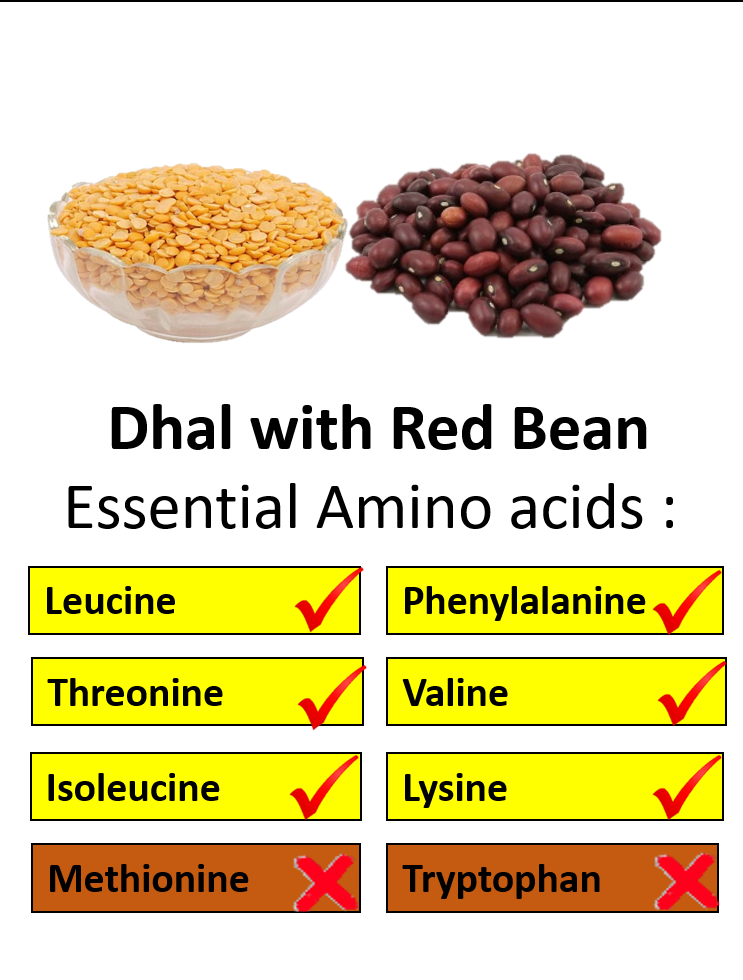 Dhal with Red Bean
Essential Amino acids :
Leucine
Phenylalanine
Threonine
Valine
Isoleucine
Lysine
Methionine
Tryptophan